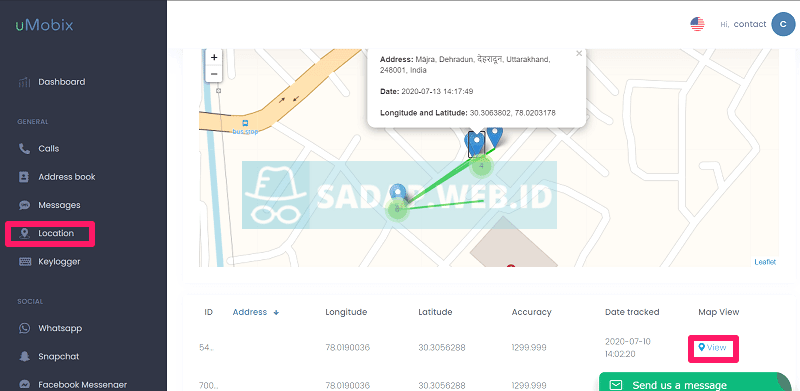 uMobix
Hi, contact C
Dashboard
GENERAL
Calls
Address book
Messages
Location
Keylogger
SOCIAL
Whatsapp
Snapchat
Facebook Messenger
+
−
×
Address: Mājra, Dehradun, देहरादून, Uttarakhand,
248001, India
Date: 2020-07-13 14:17:49
Longitude and Latitude: 30.3063802, 78.0203178
bus.stop
4
SADAP.WEB.ID
Leaflet
ID Address Longitude Latitude Accuracy Date tracked Map View
54.. 78.0190036 30.3056288 1299.999 2020-07-10
14:02:20 View
700.. 78.0190036 30.3056288 1299.999
Send us a message